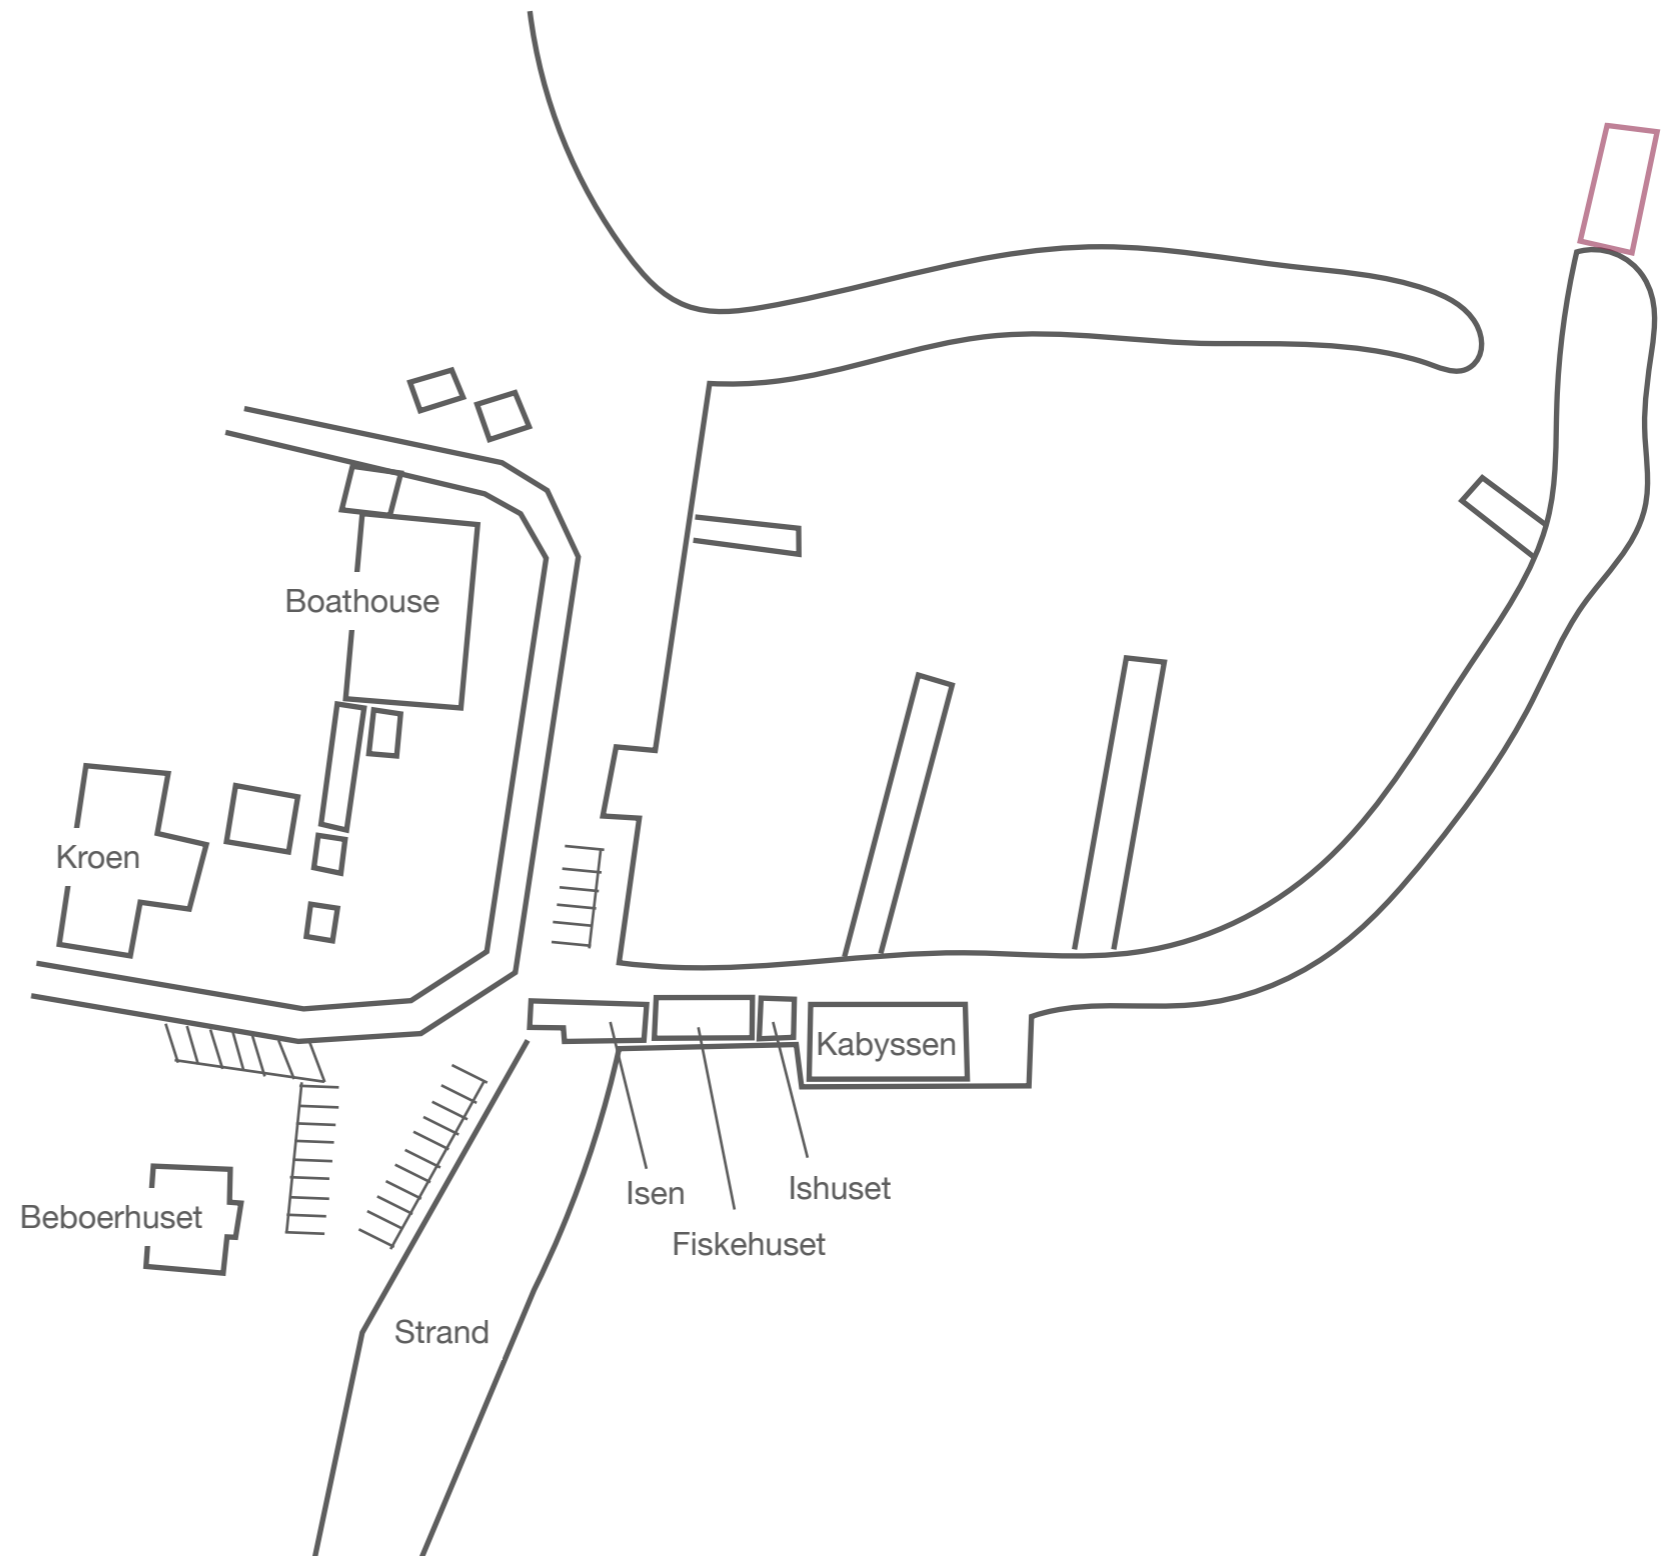 Boathouse
Kroen
Kabyssen
Isen
Ishuset
Beboerhuset
Fiskehuset
Strand